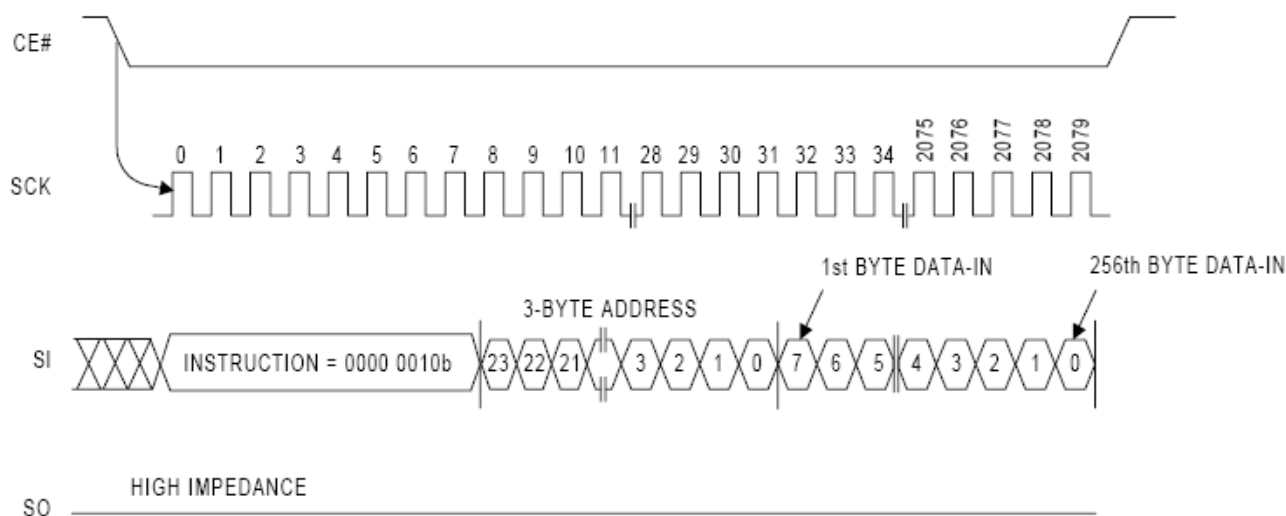 CE#
0 1 2 3 4 5 6 7 8 9 10 11 28 29 30 31 32 33 34 2075 2076 2077 2078 2079
SCK
1st BYTE DATA-IN 256th BYTE DATA-IN
3-BYTE ADDRESS
SI INSTRUCTION = 0000 0010b 23 22 21 3 2 1 0 7 6 5 4 3 2 1 0
HIGH IMPEDANCE
SO